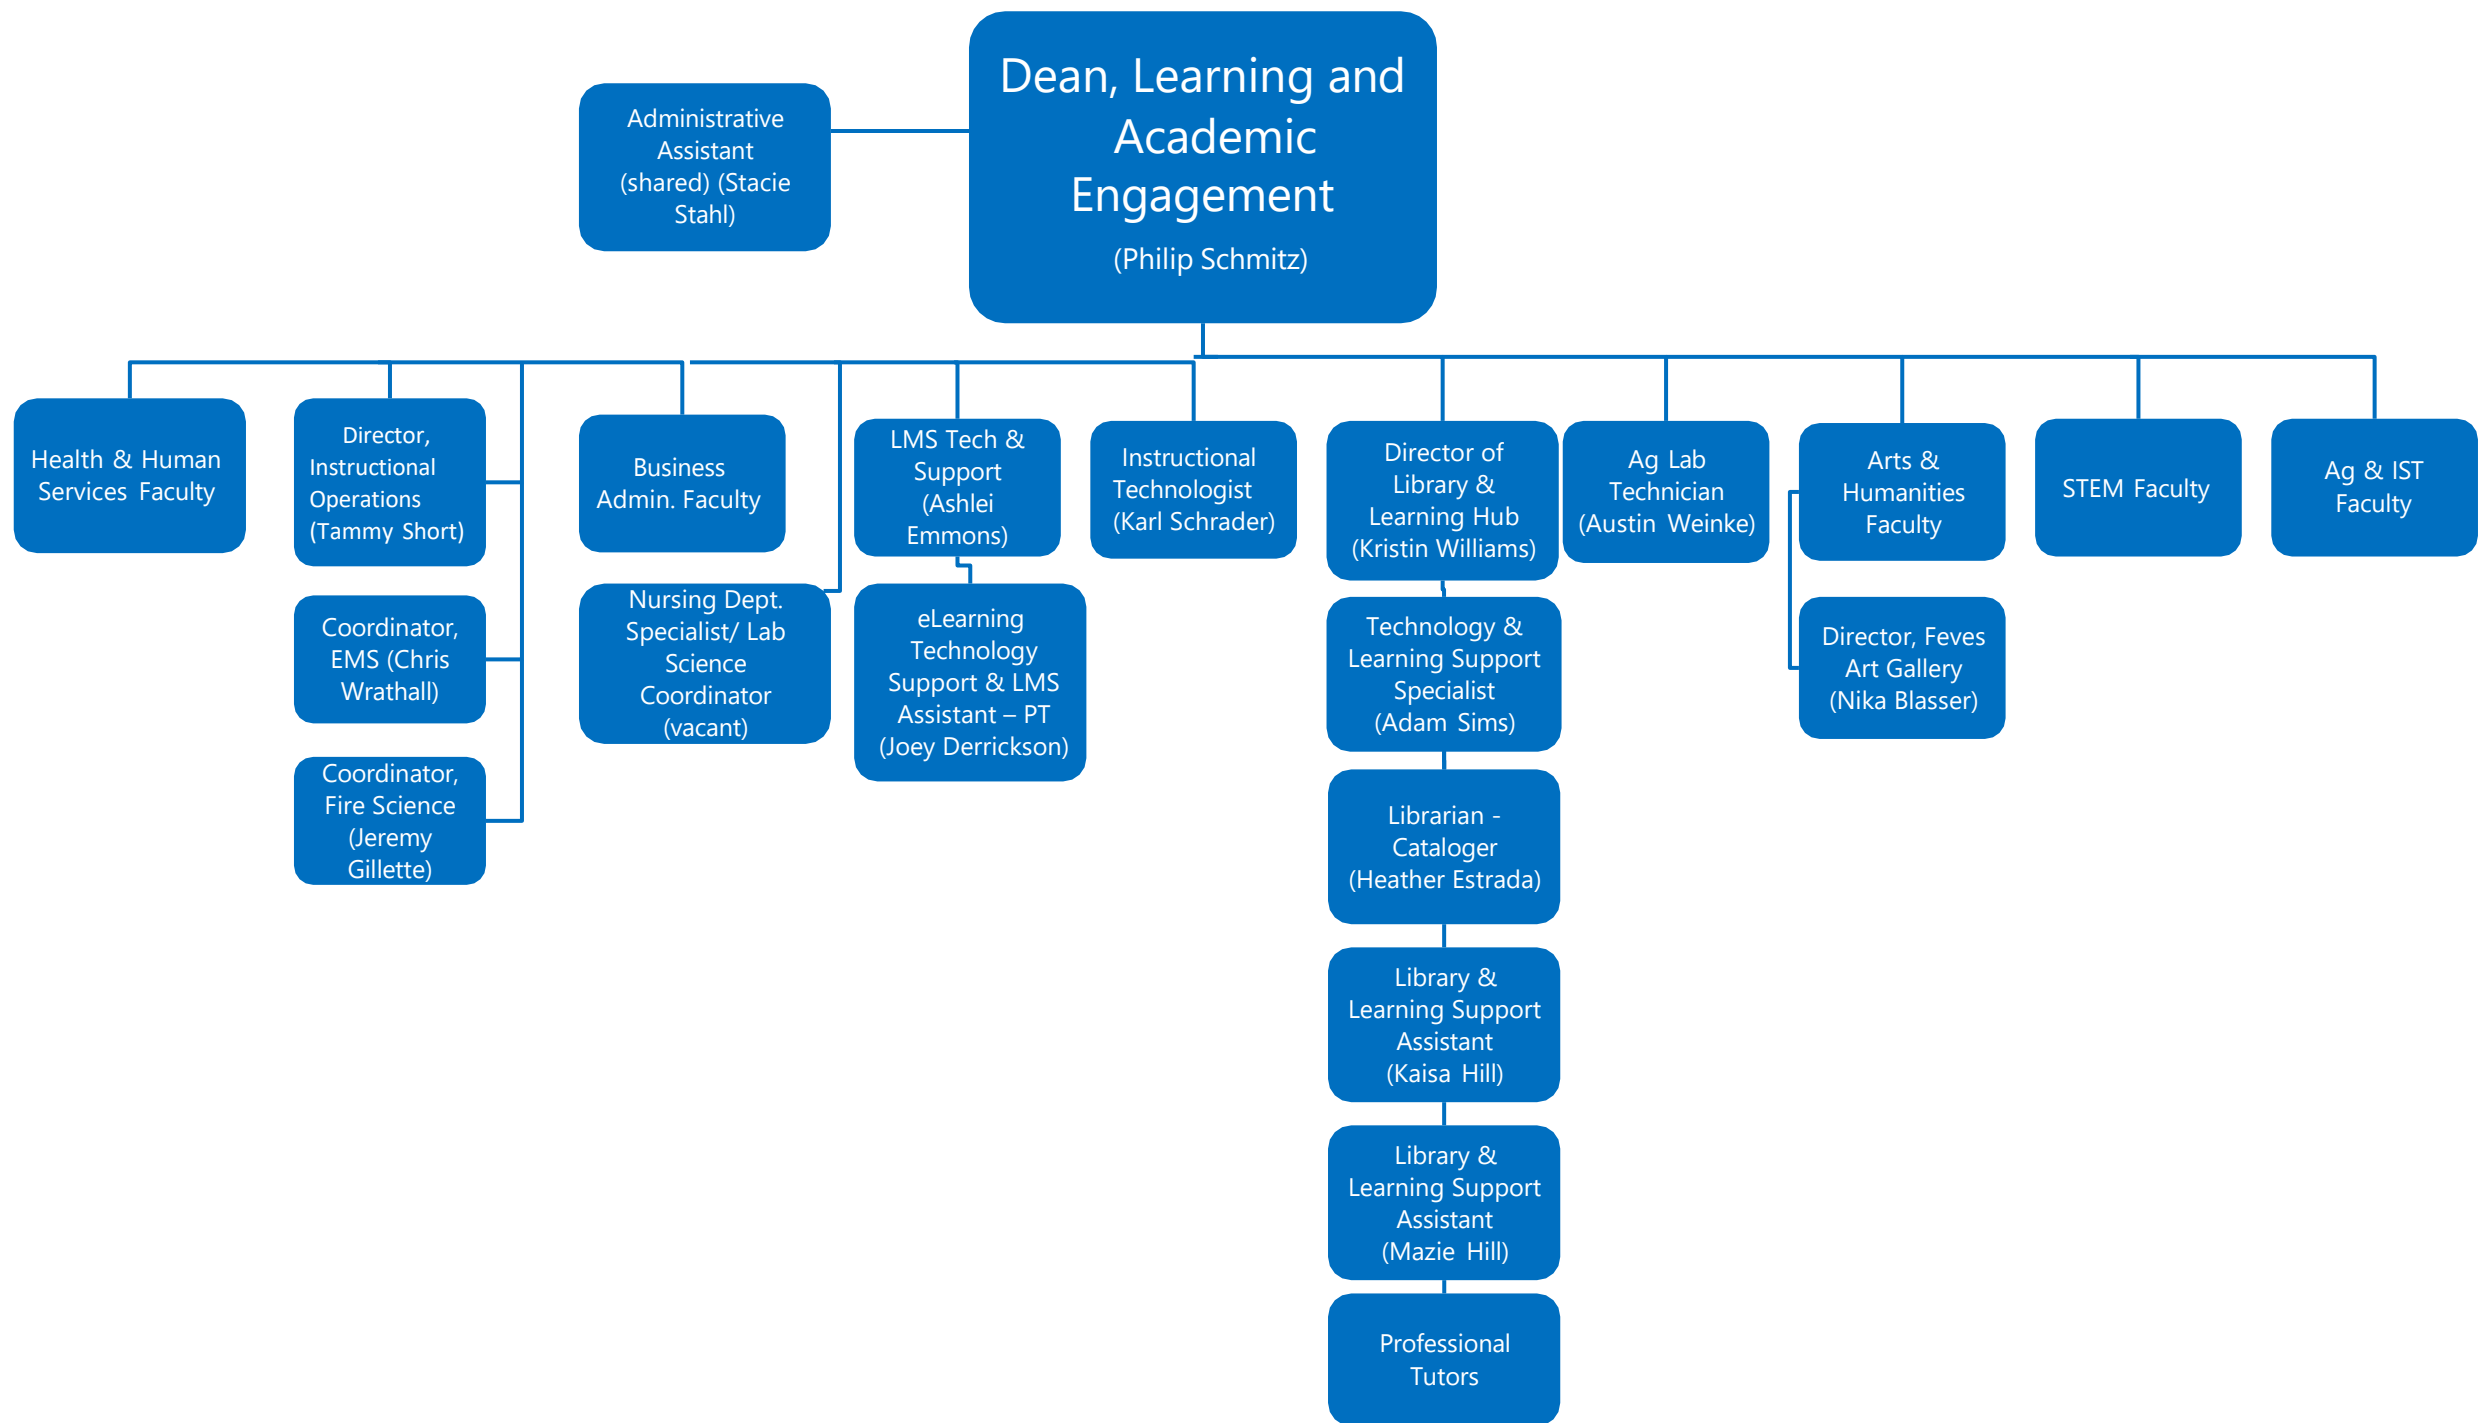 Dean, Learning and
Academic
Engagement
(Philip Schmitz)
Administrative
Assistant
(shared) (Stacie
Stahl)
Health & Human
Services Faculty
Director,
Instructional
Operations
(Tammy Short)
Coordinator,
EMS (Chris
Wrathall)
Coordinator,
Fire Science
(Jeremy
Gillette)
Business
Admin. Faculty
Nursing Dept.
Specialist/ Lab
Science
Coordinator
(vacant)
LMS Tech &
Support
(Ashlei
Emmons)
eLearning
Technology
Support & LMS
Assistant – PT
(Joey Derrickson)
Instructional
Technologist
(Karl Schrader)
Director of
Library &
Learning Hub
(Kristin Williams)
Technology &
Learning Support
Specialist
(Adam Sims)
Librarian -
Cataloger
(Heather Estrada)
Library &
Learning Support
Assistant
(Kaisa Hill)
Library &
Learning Support
Assistant
(Mazie Hill)
Professional
Tutors
Ag Lab
Technician
(Austin Weinke)
Arts &
Humanities
Faculty
Director, Feves
Art Gallery
(Nika Blasser)
STEM Faculty
Ag & IST
Faculty